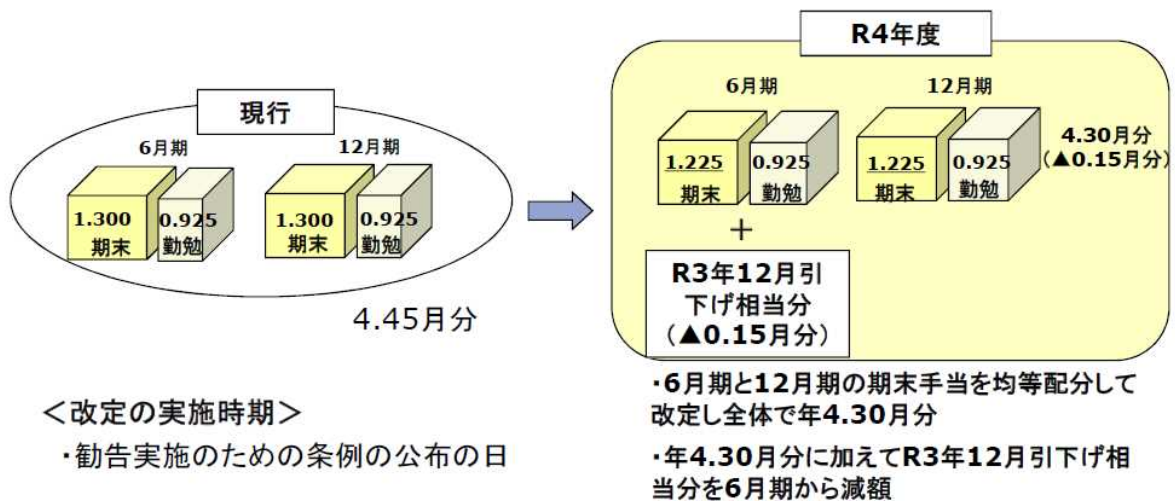 現行
6月期
12月期
1.300
期末
0.925
勤勉
1.300
期末
0.925
勤勉
4.45月分
＜改定の実施時期＞
・勧告実施のための条例の公布の日
R4年度
6月期
12月期
1.225
期末
0.925
勤勉
1.225
期末
0.925
勤勉
4.30月分
（▲0.15月分）
＋
R3年12月引
下げ相当分
（▲0.15月分）
・6月期と12月期の期末手当を均等配分して
改定し全体で年4.30月分
・年4.30月分に加えてR3年12月引下げ相
当分を6月期から減額